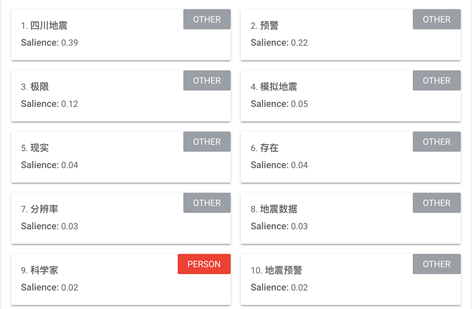 OTHER
1. 四川地震
Salience: 0.39
OTHER
2. 预警
Salience: 0.22
OTHER
3. 极限
Salience: 0.12
OTHER
4. 模拟地震
Salience: 0.05
OTHER
5. 现实
Salience: 0.04
OTHER
6. 存在
Salience: 0.04
OTHER
7. 分辨率
Salience: 0.03
OTHER
8. 地震数据
Salience: 0.03
PERSON
9. 科学家
Salience: 0.02
OTHER
10. 地震预警
Salience: 0.02